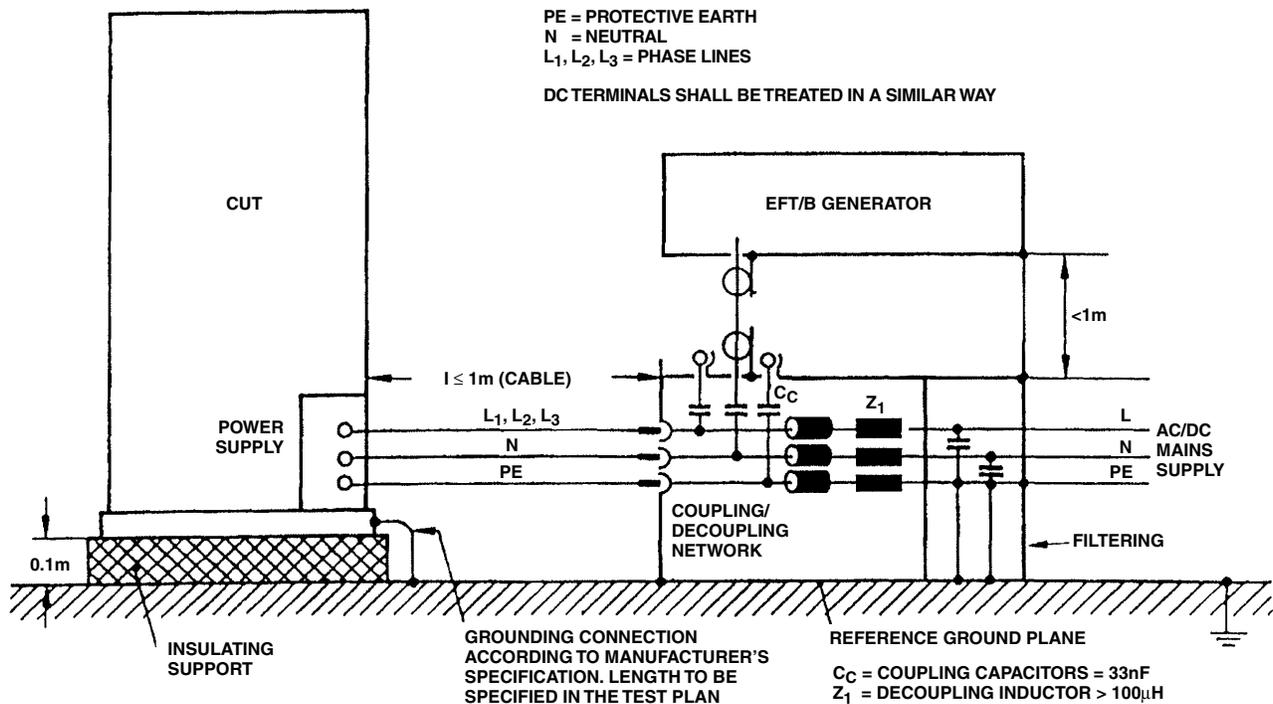 PE = PROTECTIVE EARTH
N = NEUTRAL
L1, L2, L3 = PHASE LINES
DC TERMINALS SHALL BE TREATED IN A SIMILAR WAY
CUT
EFT/B GENERATOR
<1m
l ≤ 1m (CABLE)
CC
Z1
POWER
SUPPLY
L1, L2, L3
N
PE
L
N
PE
AC/DC
MAINS
SUPPLY
COUPLING/
DECOUPLING
NETWORK
FILTERING
0.1m
INSULATING
SUPPORT
GROUNDING CONNECTION
ACCORDING TO MANUFACTURER'S
SPECIFICATION. LENGTH TO BE
SPECIFIED IN THE TEST PLAN
REFERENCE GROUND PLANE
CC = COUPLING CAPACITORS = 33nF
Z1 = DECOUPLING INDUCTOR > 100μH